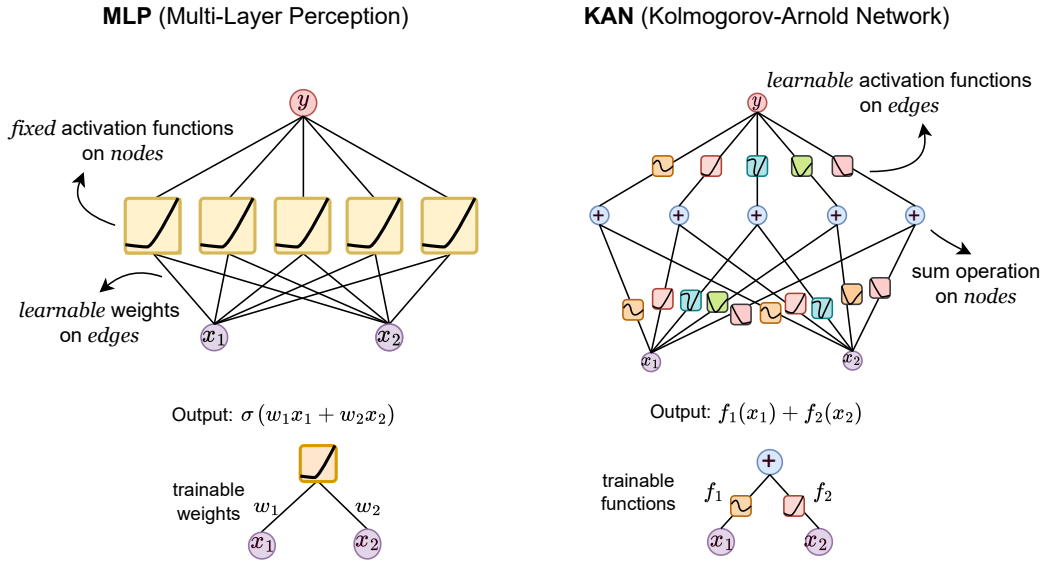 MLP (Multi-Layer Perception)
y
fixed activation functions
on nodes
learnable weights
on edges
x₁
x₂
Output: σ (w₁x₁ + w₂x₂)
trainable
weights
w₁
w₂
x₁
x₂
KAN (Kolmogorov-Arnold Network)
learnable activation functions
on edges
y
+
+
+
+
+
sum operation
on nodes
x₁
x₂
Output: f₁(x₁) + f₂(x₂)
+
trainable
functions
f₁
f₂
x₁
x₂